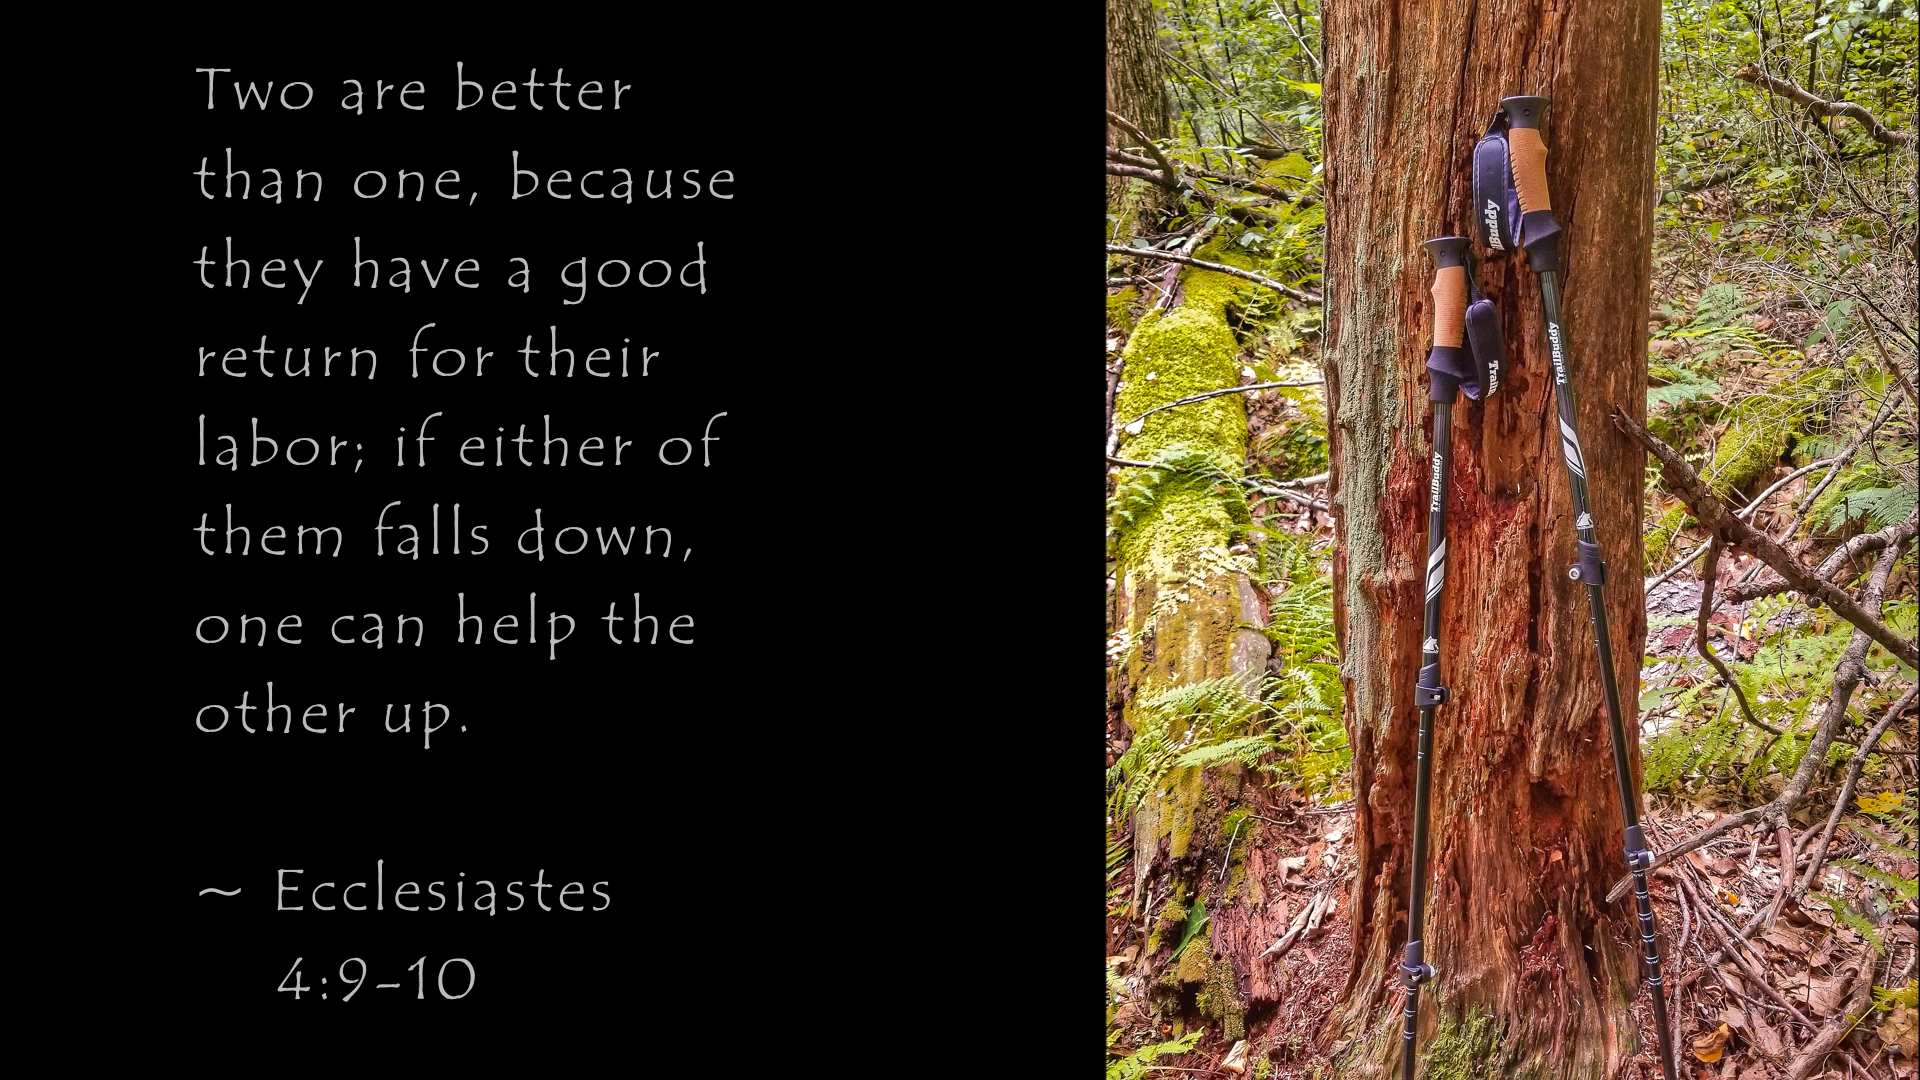 Two are better
than one, because
they have a good
return for their
labor; if either of
them falls down,
one can help the
other up.
~ Ecclesiastes
4:9-10
TrailBuddy
TrailBuddy